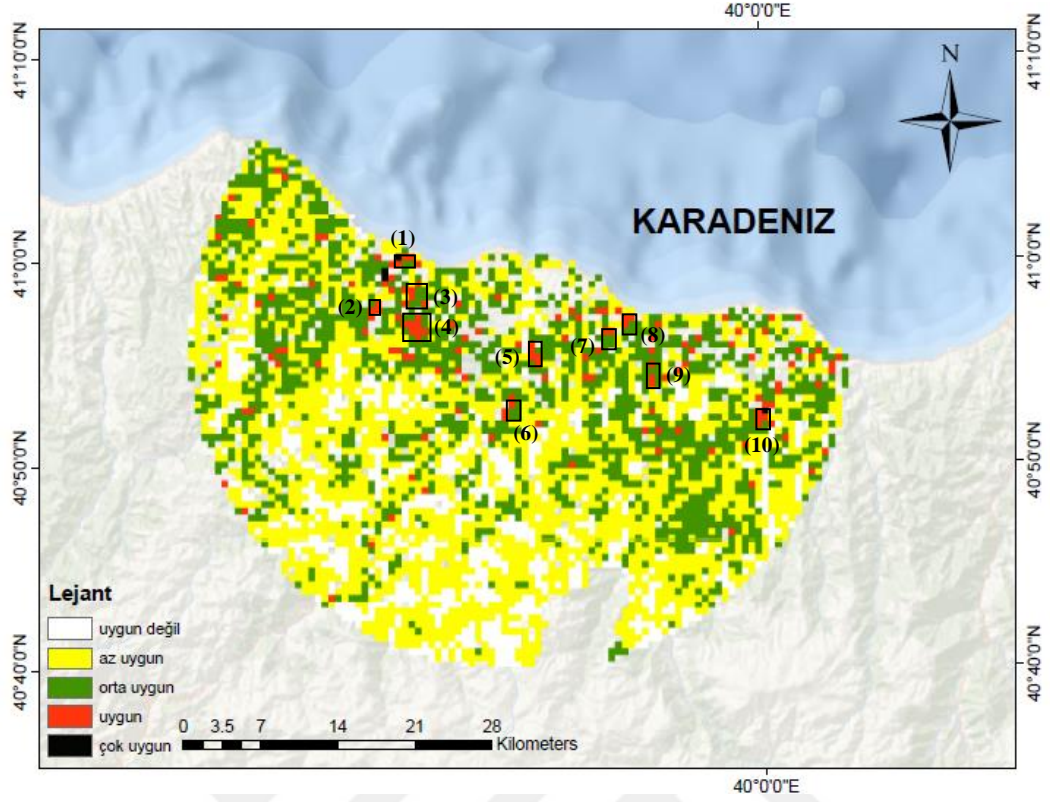 40°0'0"E
41°10'0"N
41°10'0"N
N
KARADENIZ
(1)
41°0'0"N
41°0'0"N
(2)
(3)
(4)
(5)
(7)
(8)
(9)
(6)
(10)
40°50'0"N
40°50'0"N
Lejant
uygun değil
az uygun
orta uygun
uygun
çok uygun
0 3.5 7 14 21 28
Kilometers
40°40'0"N
40°40'0"N
40°0'0"E